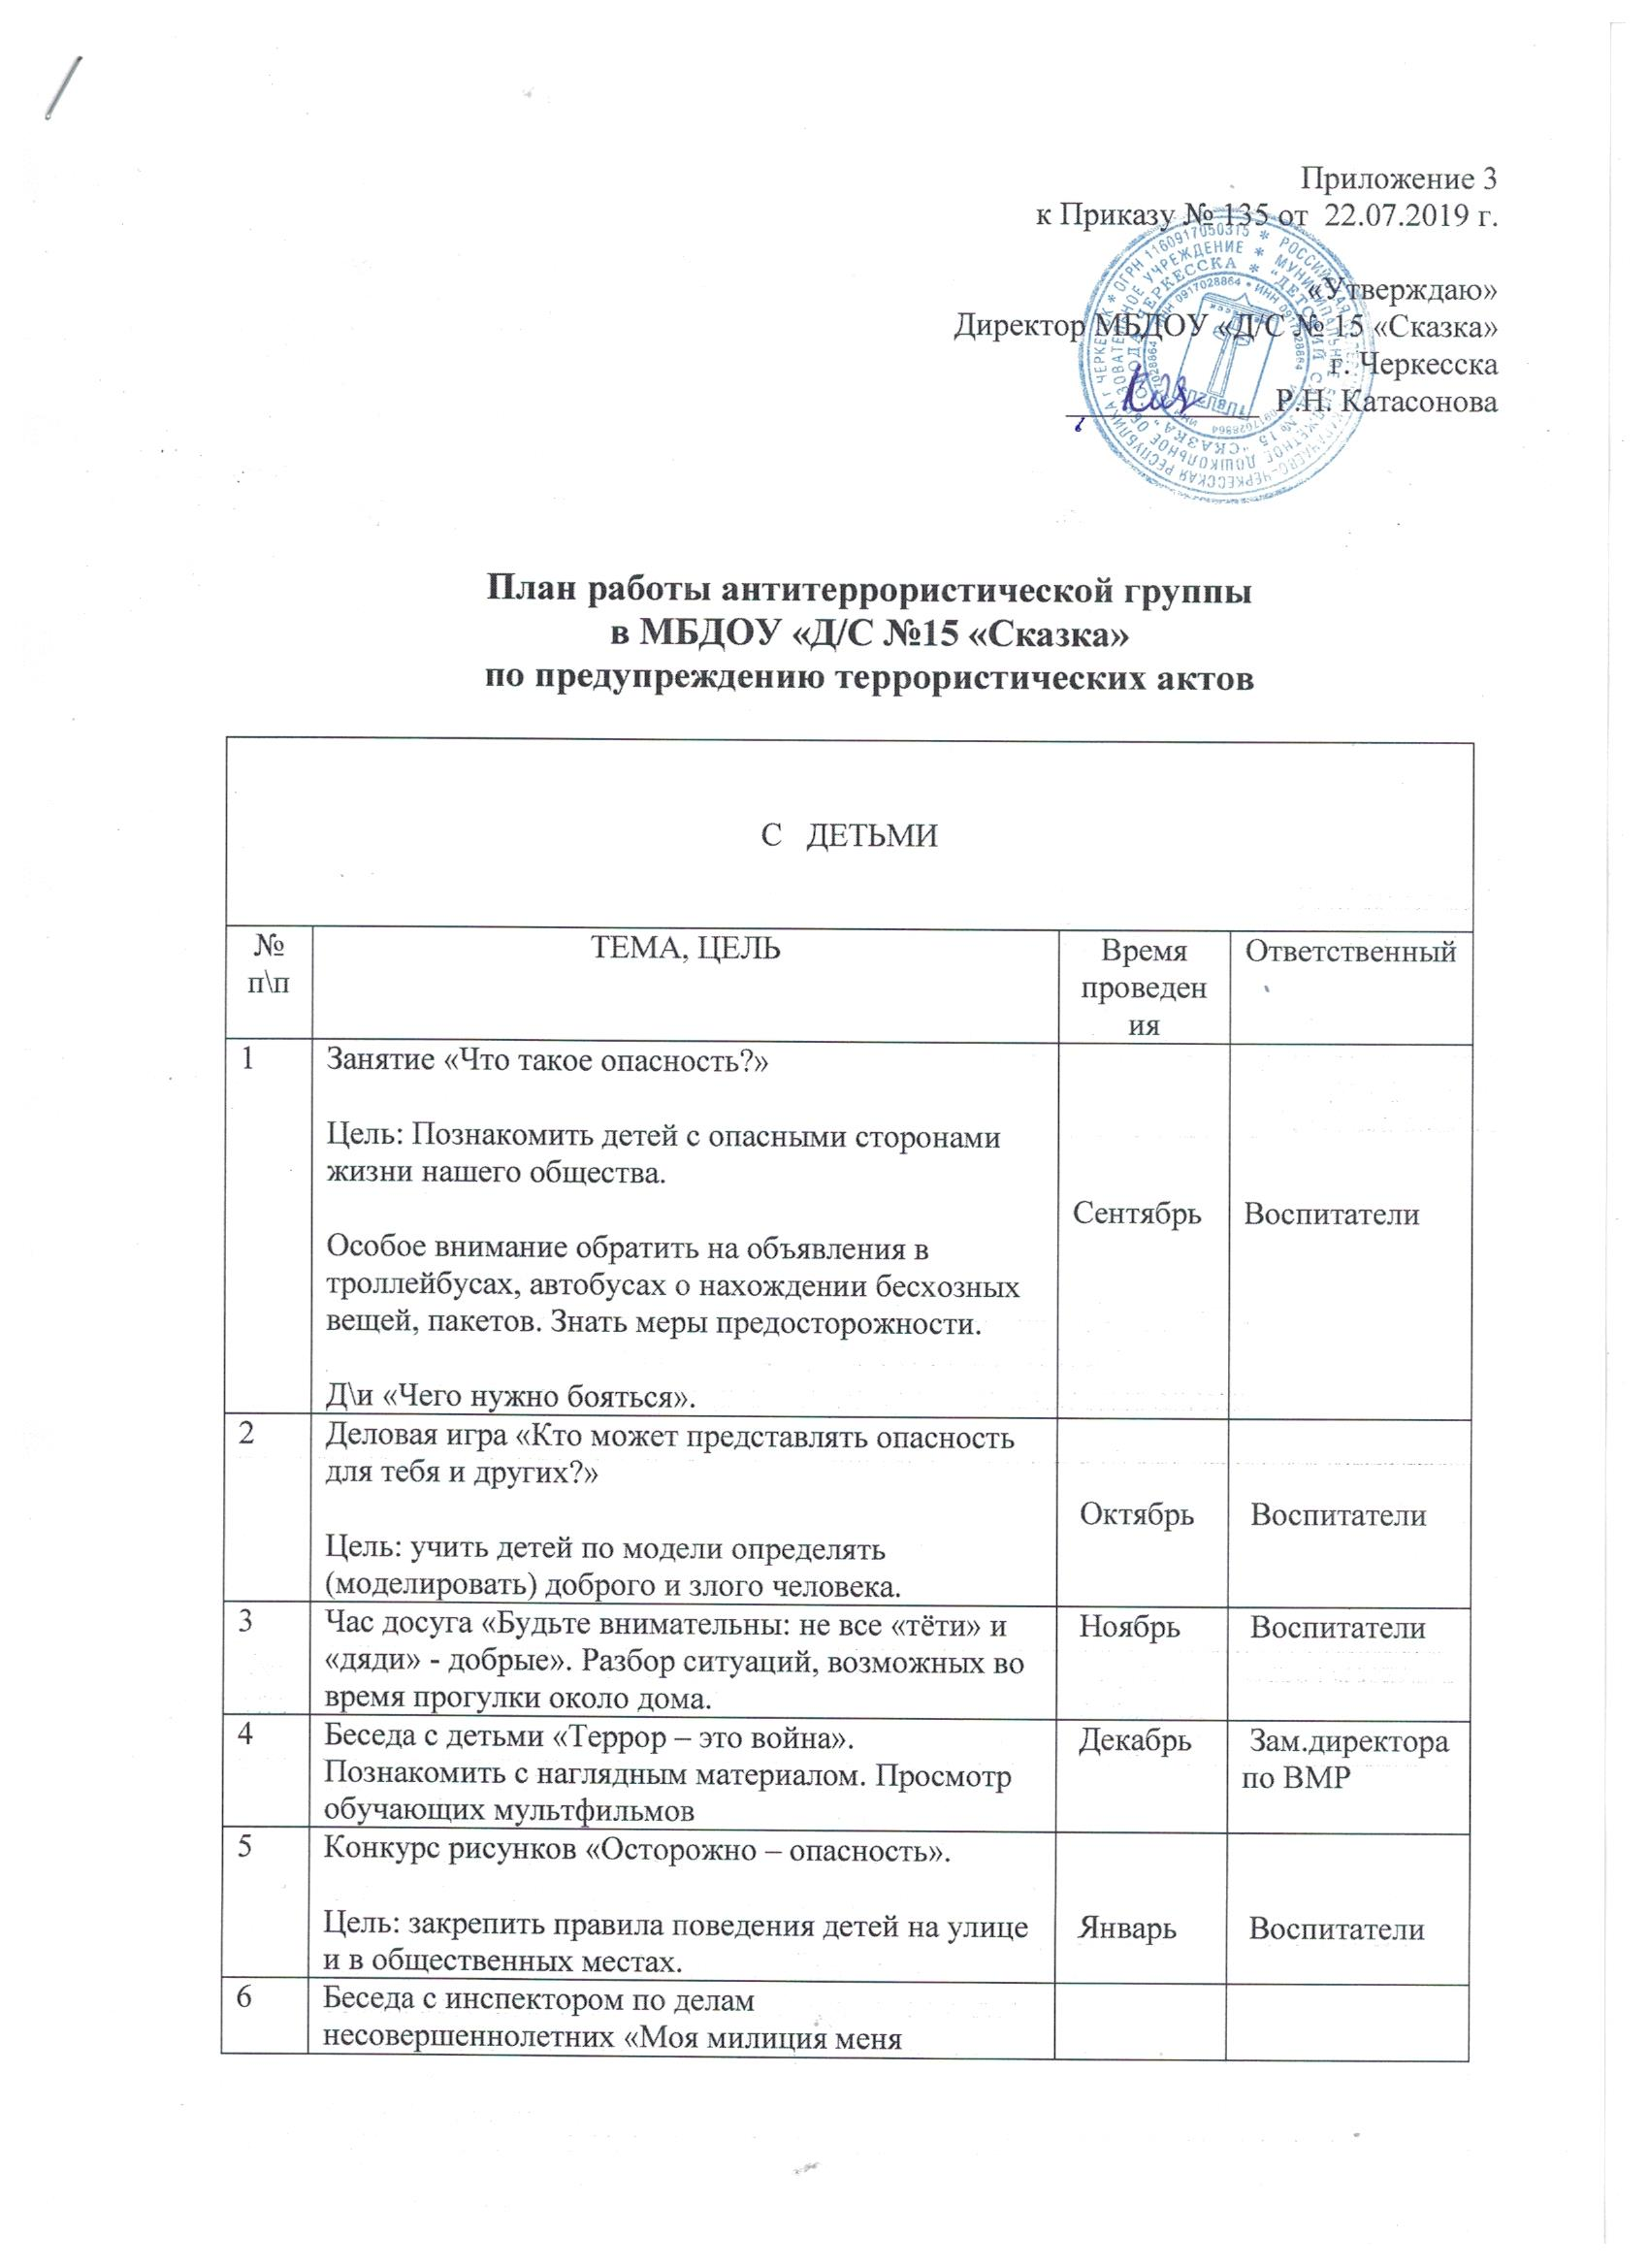 Приложение 3
к Приказу № 135 от 22.07.2019 г.
«Утверждаю»
Директор МБДОУ «Д/С № 15 «Сказка»
г. Черкесска
Р.Н. Катасонова
План работы антитеррористической группы
в МБДОУ «Д/С №15 «Сказка»
по предупреждению террористических актов
С ДЕТЬМИ
№
п\п
ТЕМА, ЦЕЛЬ
Время
проведен
ия
Ответственный
1
Занятие «Что такое опасность?»
Цель: Познакомить детей с опасными сторонами
жизни нашего общества.
Особое внимание обратить на объявления в
троллейбусах, автобусах о нахождении бесхозных
вещей, пакетов. Знать меры предосторожности.
Д\и «Чего нужно бояться».
Сентябрь
Воспитатели
2
Деловая игра «Кто может представлять опасность
для тебя и других?»
Цель: учить детей по модели определять
(моделировать) доброго и злого человека.
Октябрь
Воспитатели
3
Час досуга «Будьте внимательны: не все «тёти» и
«дяди» - добрые». Разбор ситуаций, возможных во
время прогулки около дома.
Ноябрь
Воспитатели
4
Беседа с детьми «Террор – это война».
Познакомить с наглядным материалом. Просмотр
обучающих мультфильмов
Декабрь
Зам.директора
по ВМР
5
Конкурс рисунков «Осторожно – опасность».
Цель: закрепить правила поведения детей на улице
и в общественных местах.
Январь
Воспитатели
6
Беседа с инспектором по делам
несовершеннолетних «Моя милиция меня